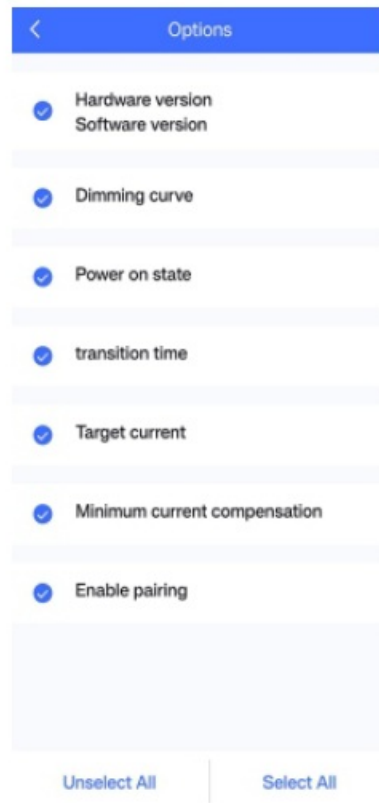 Options
Hardware version
Software version
Dimming curve
Power on state
transition time
Target current
Minimum current compensation
Enable pairing
Unselect All
Select All